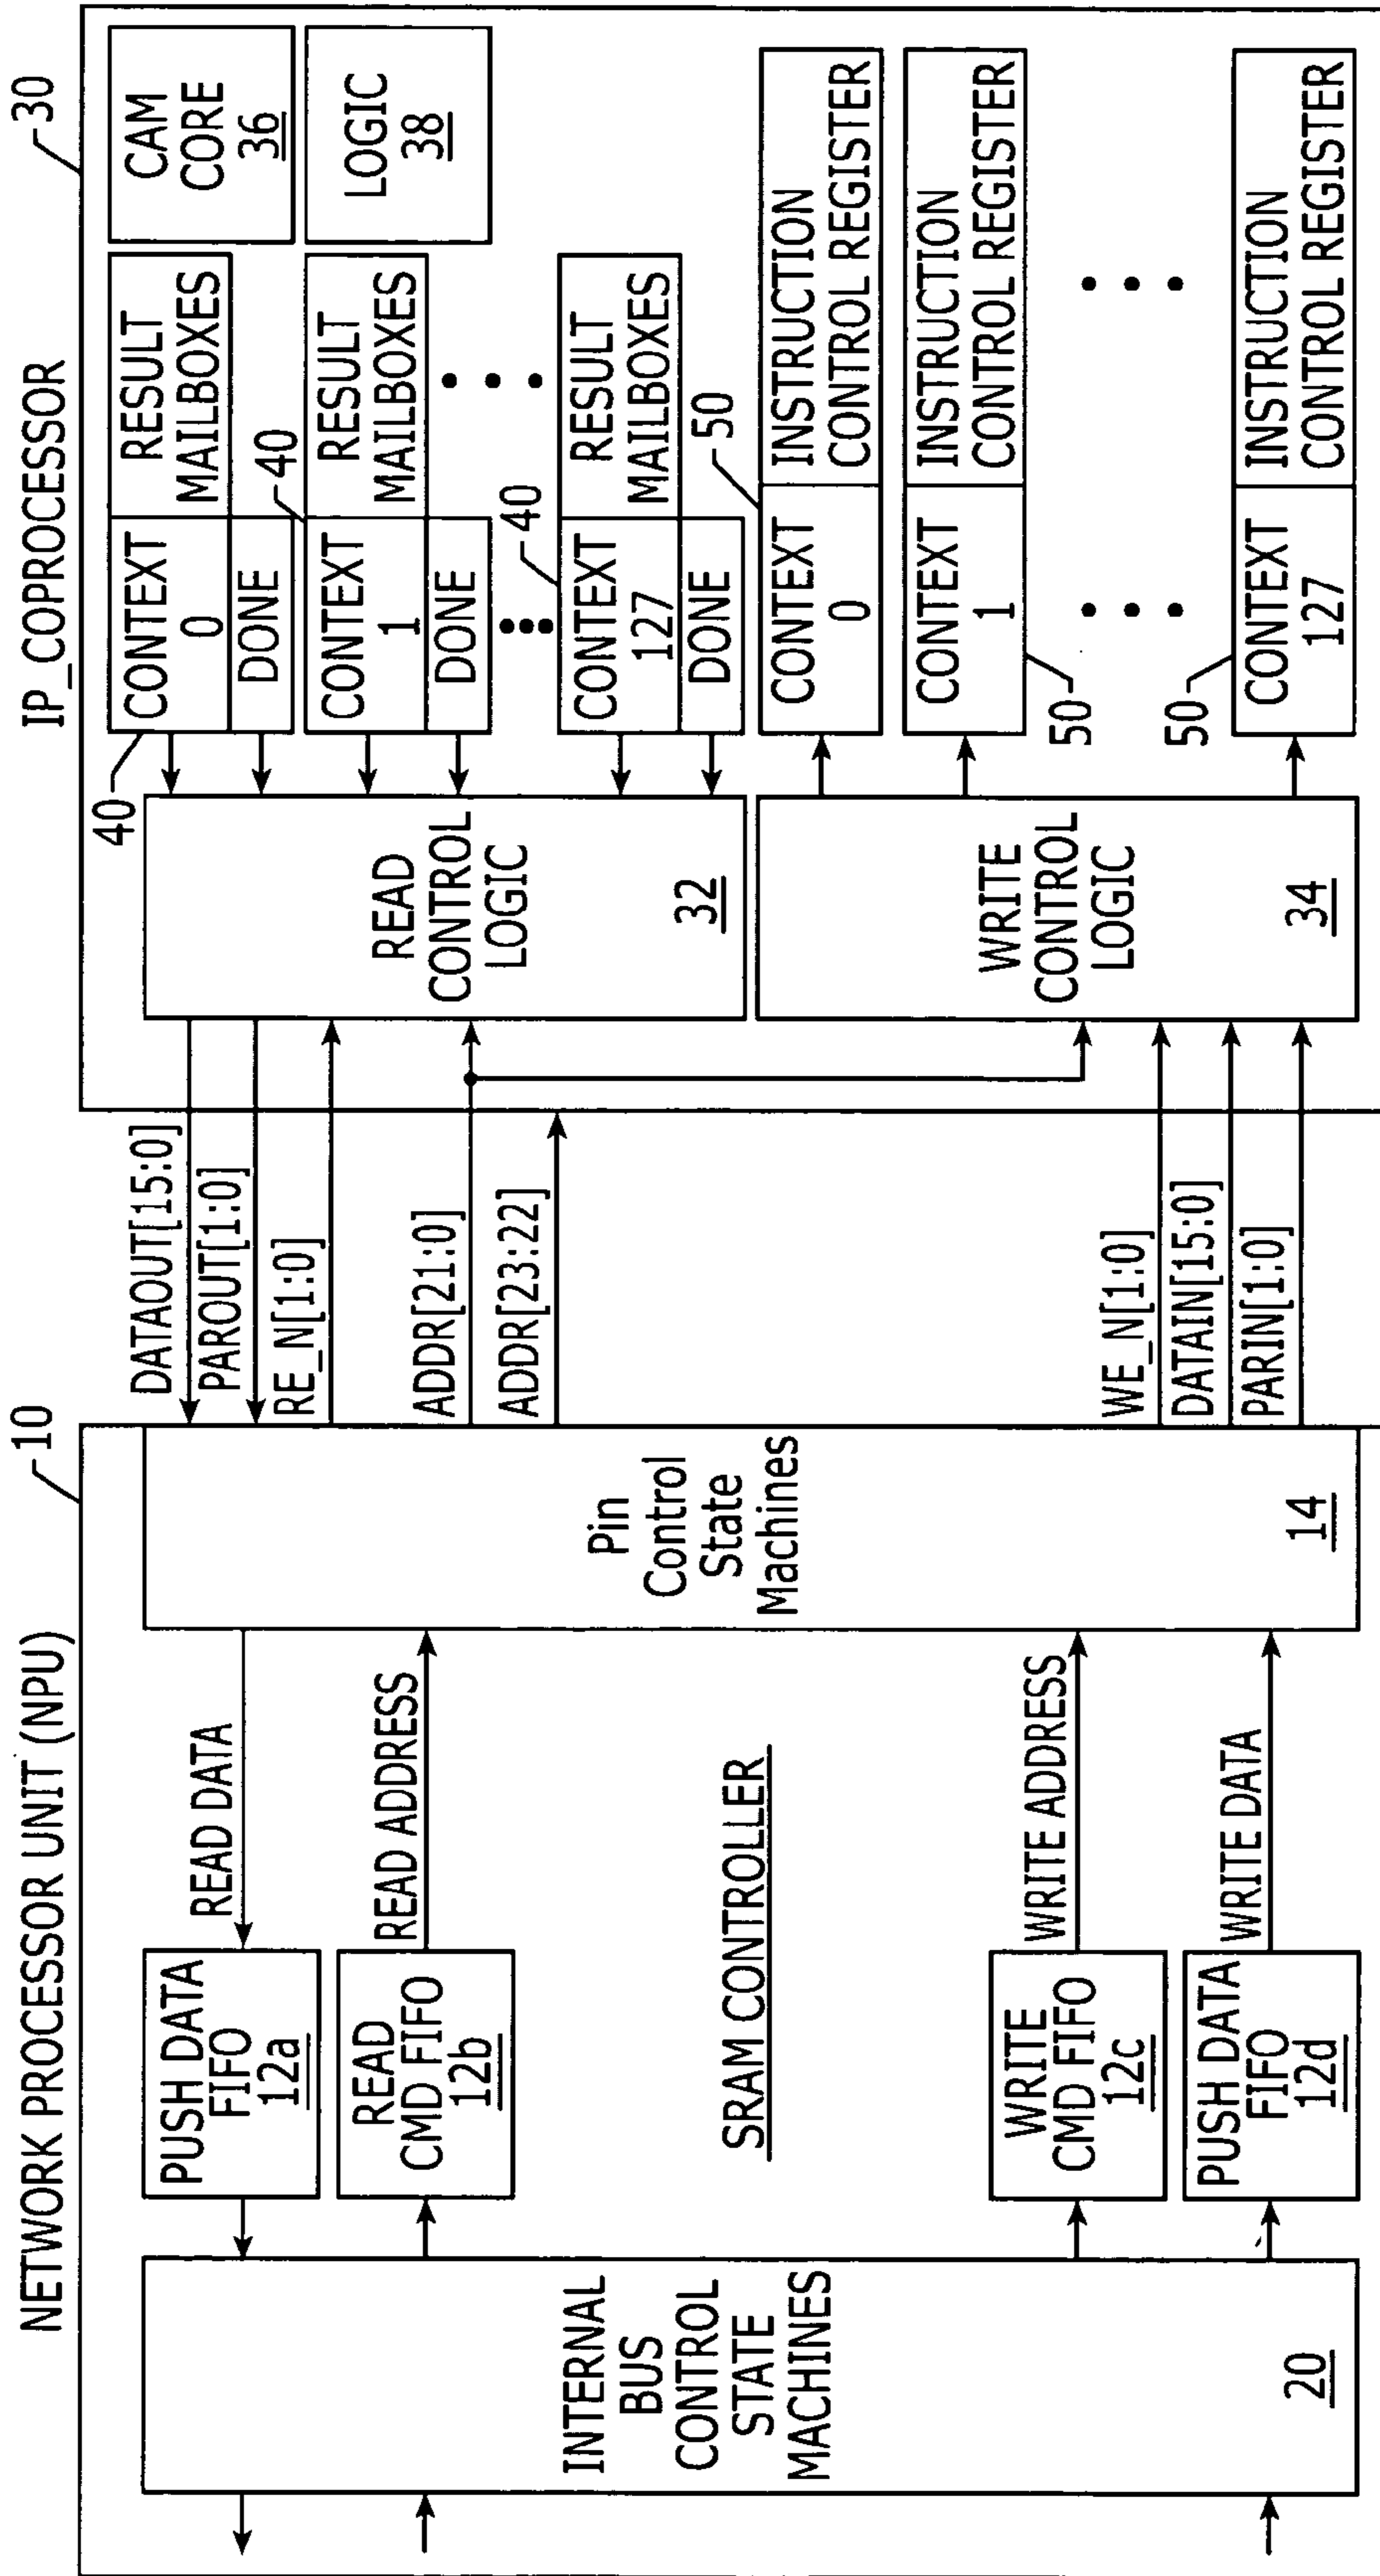 NETWORK PROCESSOR UNIT (NPU)
10
INTERNAL
BUS
CONTROL
STATE
MACHINES
20
PUSH DATA
FIFO
12a
READ
CMD FIFO
12b
SRAM CONTROLLER
WRITE
CMD FIFO
12c
PUSH DATA
FIFO
12d
READ DATA
READ ADDRESS
WRITE ADDRESS
WRITE DATA
Pin
Control
State
Machines
14
DATAOUT[15:0]
PAROUT[1:0]
RE_N[1:0]
ADDR[21:0]
ADDR[23:22]
WE_N[1:0]
DATAIN[15:0]
PARIN[1:0]
IP_COPROCESSOR
30
READ
CONTROL
LOGIC
32
WRITE
CONTROL
LOGIC
34
40
CONTEXT
0
DONE
RESULT
MAILBOXES
40
CONTEXT
1
DONE
RESULT
MAILBOXES
40
CONTEXT
127
DONE
RESULT
MAILBOXES
CAM
CORE
36
LOGIC
38
50
CONTEXT
0
INSTRUCTION
CONTROL REGISTER
50
CONTEXT
1
INSTRUCTION
CONTROL REGISTER
50
CONTEXT
127
INSTRUCTION
CONTROL REGISTER